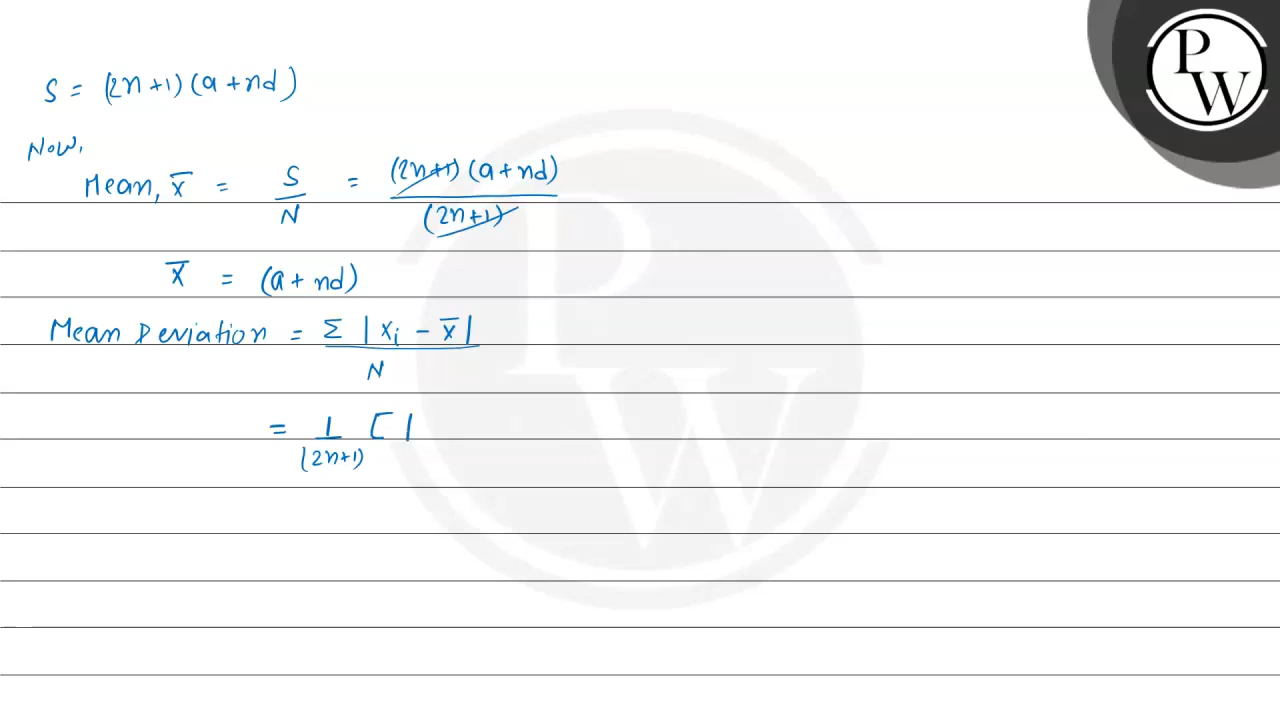 S = (2n+1)(a+nd)
Now,
Mean, x̄ = S/N = (2n+1)(a+nd)/(2n+1)
x̄ = (a+nd)
Mean Deviation = Σ |xᵢ - x̄|/N
= 1/(2n+1) [ |
P
W
P
W